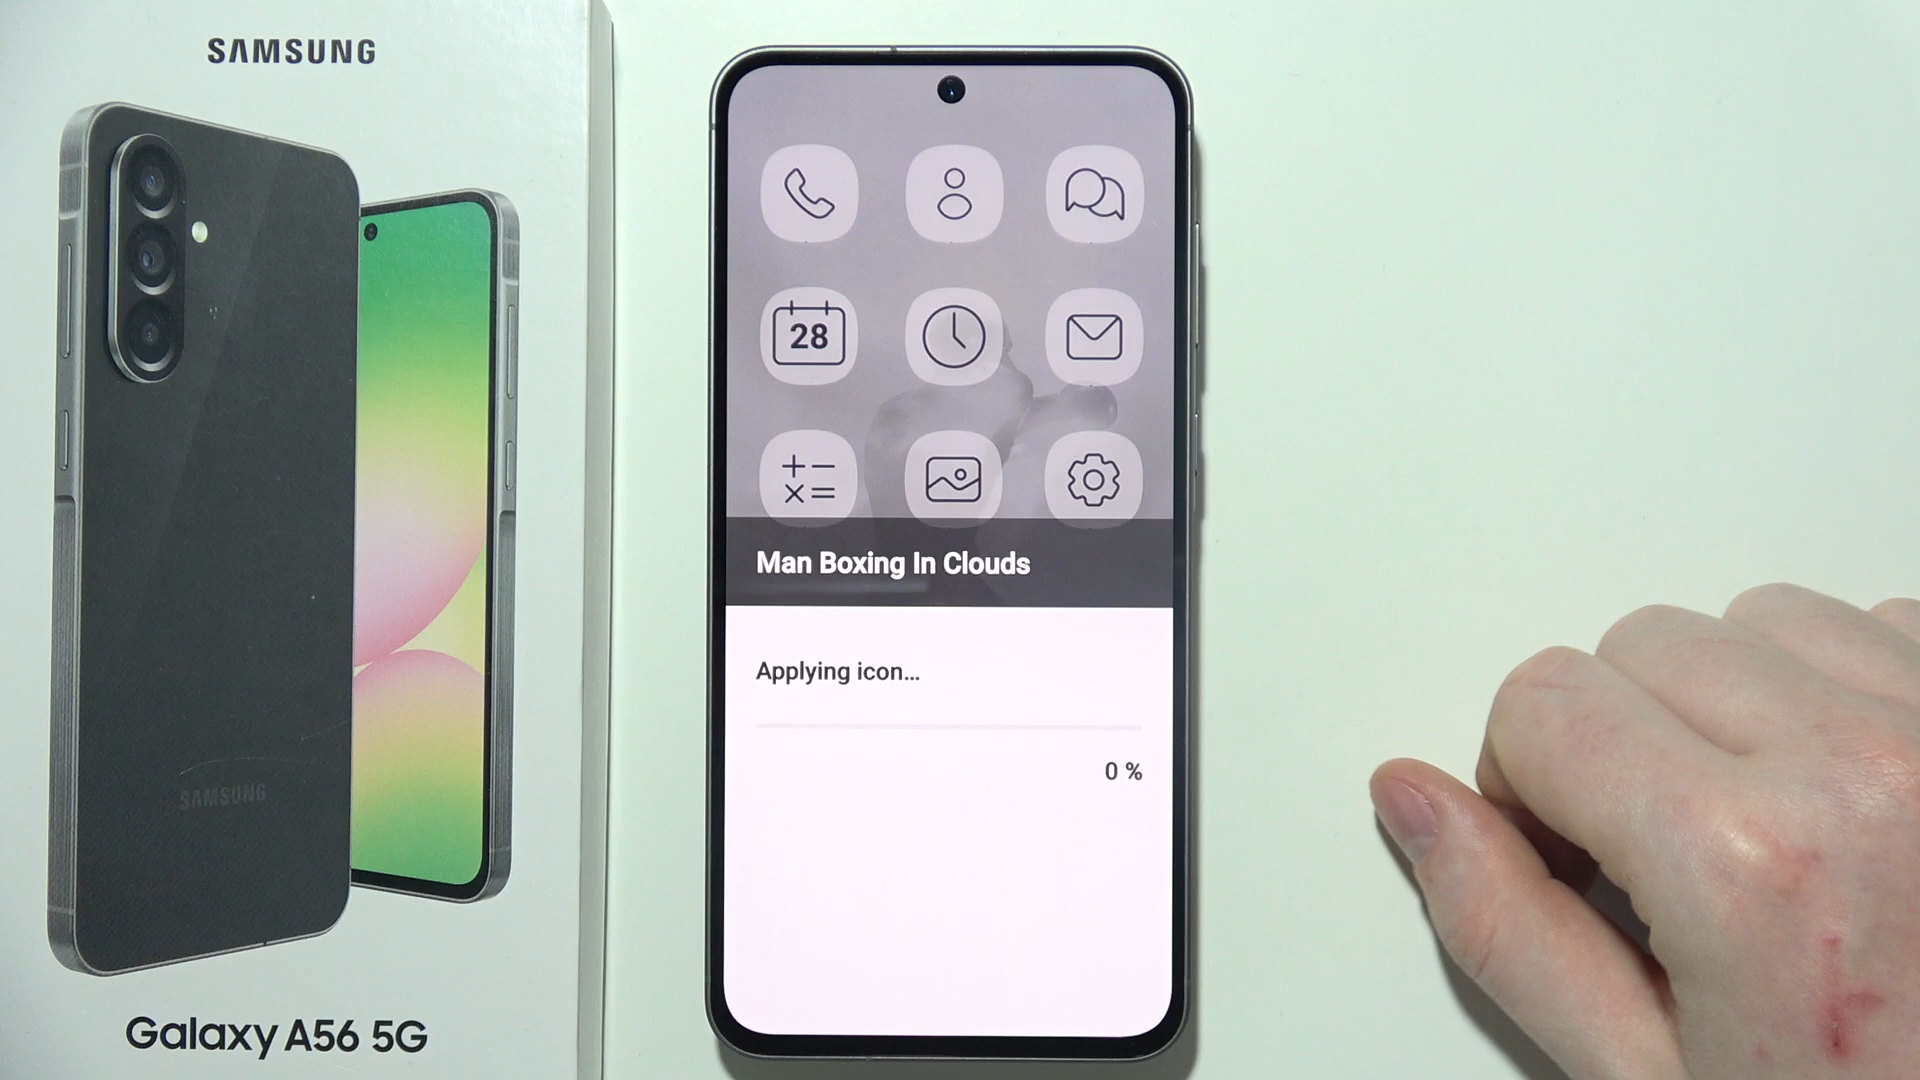 SAMSUNG
SAMSUNG
Galaxy A56 5G
28
Man Boxing In Clouds
Applying icon...
0 %